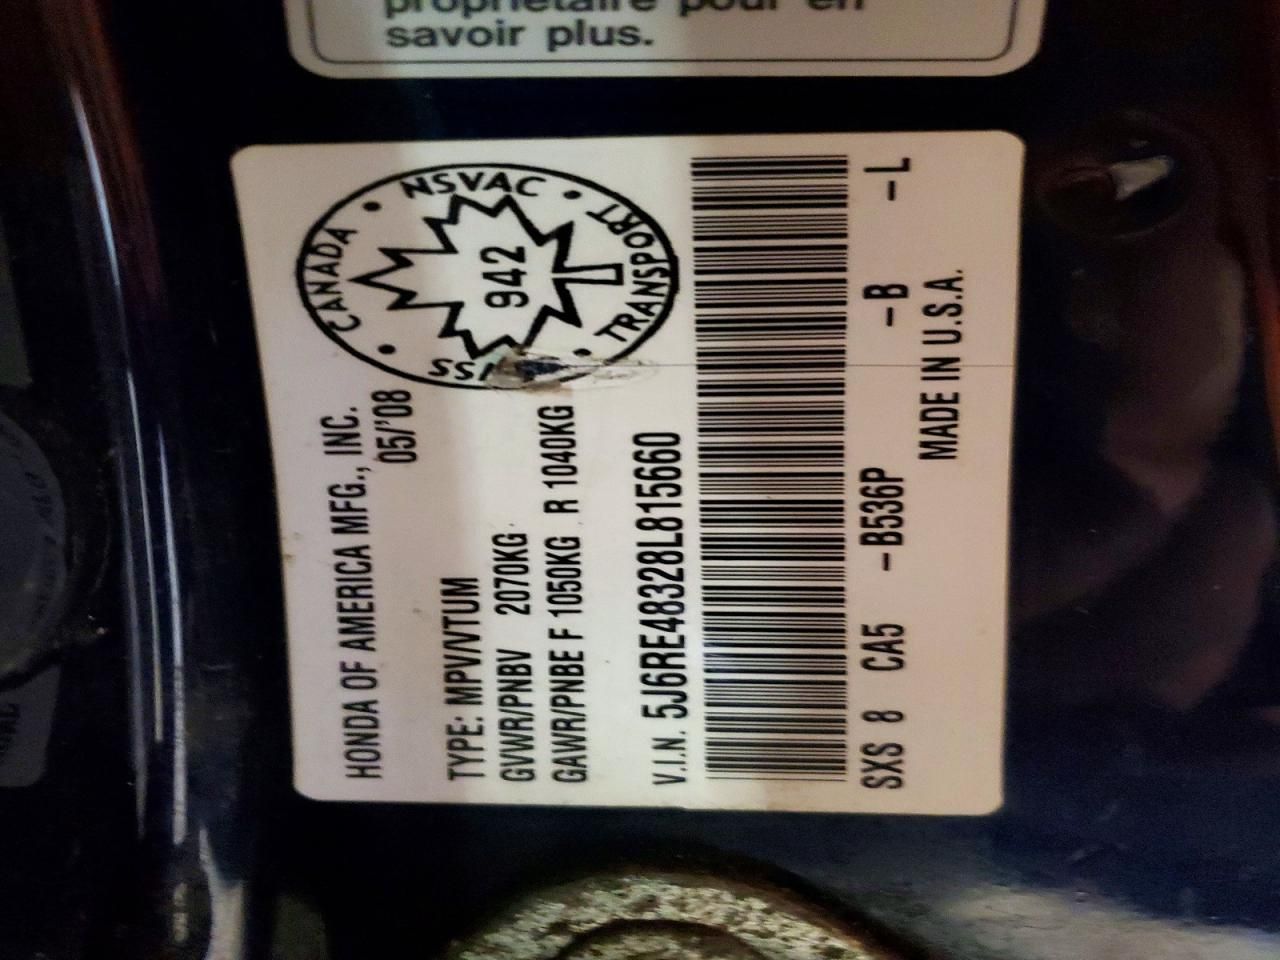 propriétaire pour en
savoir plus.
HONDA OF AMERICA MFG., INC.
05/'08
TYPE: MPV/VTUM
GVWR/PNBV 2070KG
GAWR/PNBE F 1050KG R 1040KG
V.I.N. 5J6RE48328L815660
SXS 8 CA5 -B536P -B -L
MADE IN U.S.A.
CANADA • NSVAC • TRANSPORT •
942